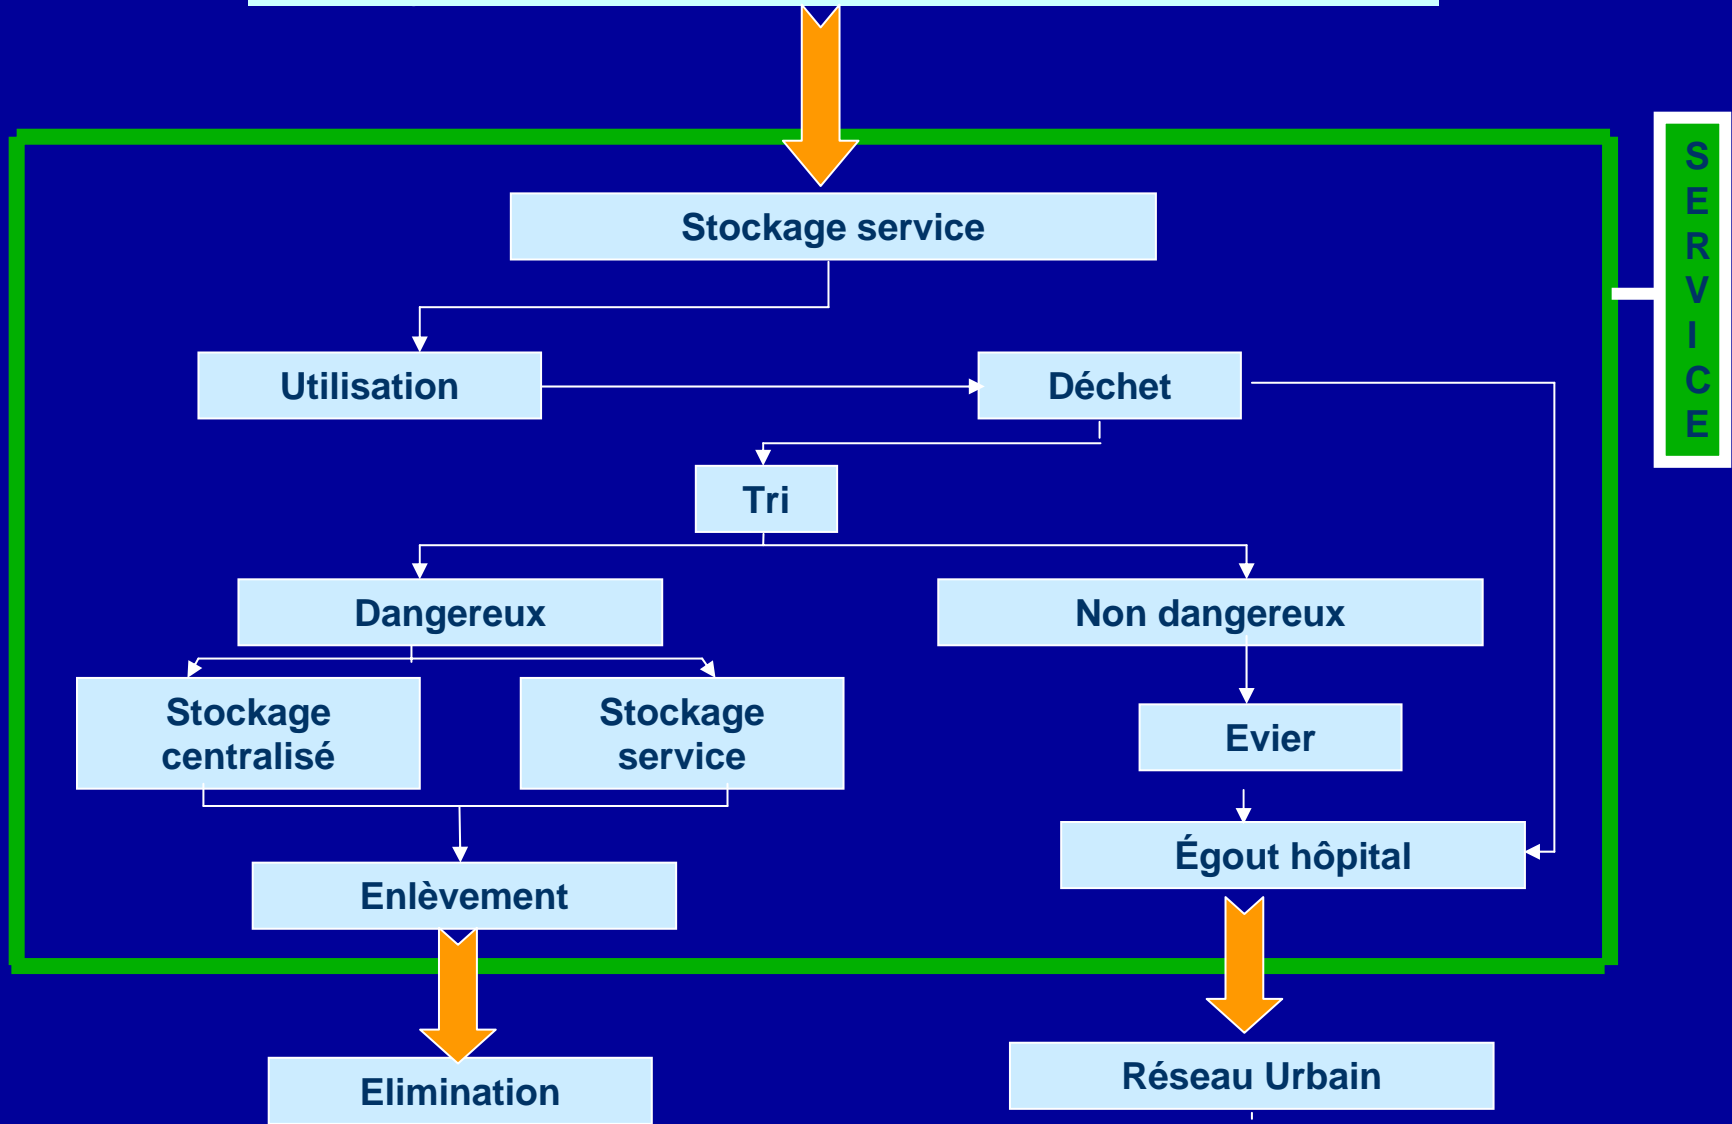 Stockage service
S
E
R
V
I
C
E
Utilisation
Déchet
Tri
Dangereux
Non dangereux
Stockage
centralisé
Stockage
service
Evier
Égout hôpital
Enlèvement
Réseau Urbain
Elimination